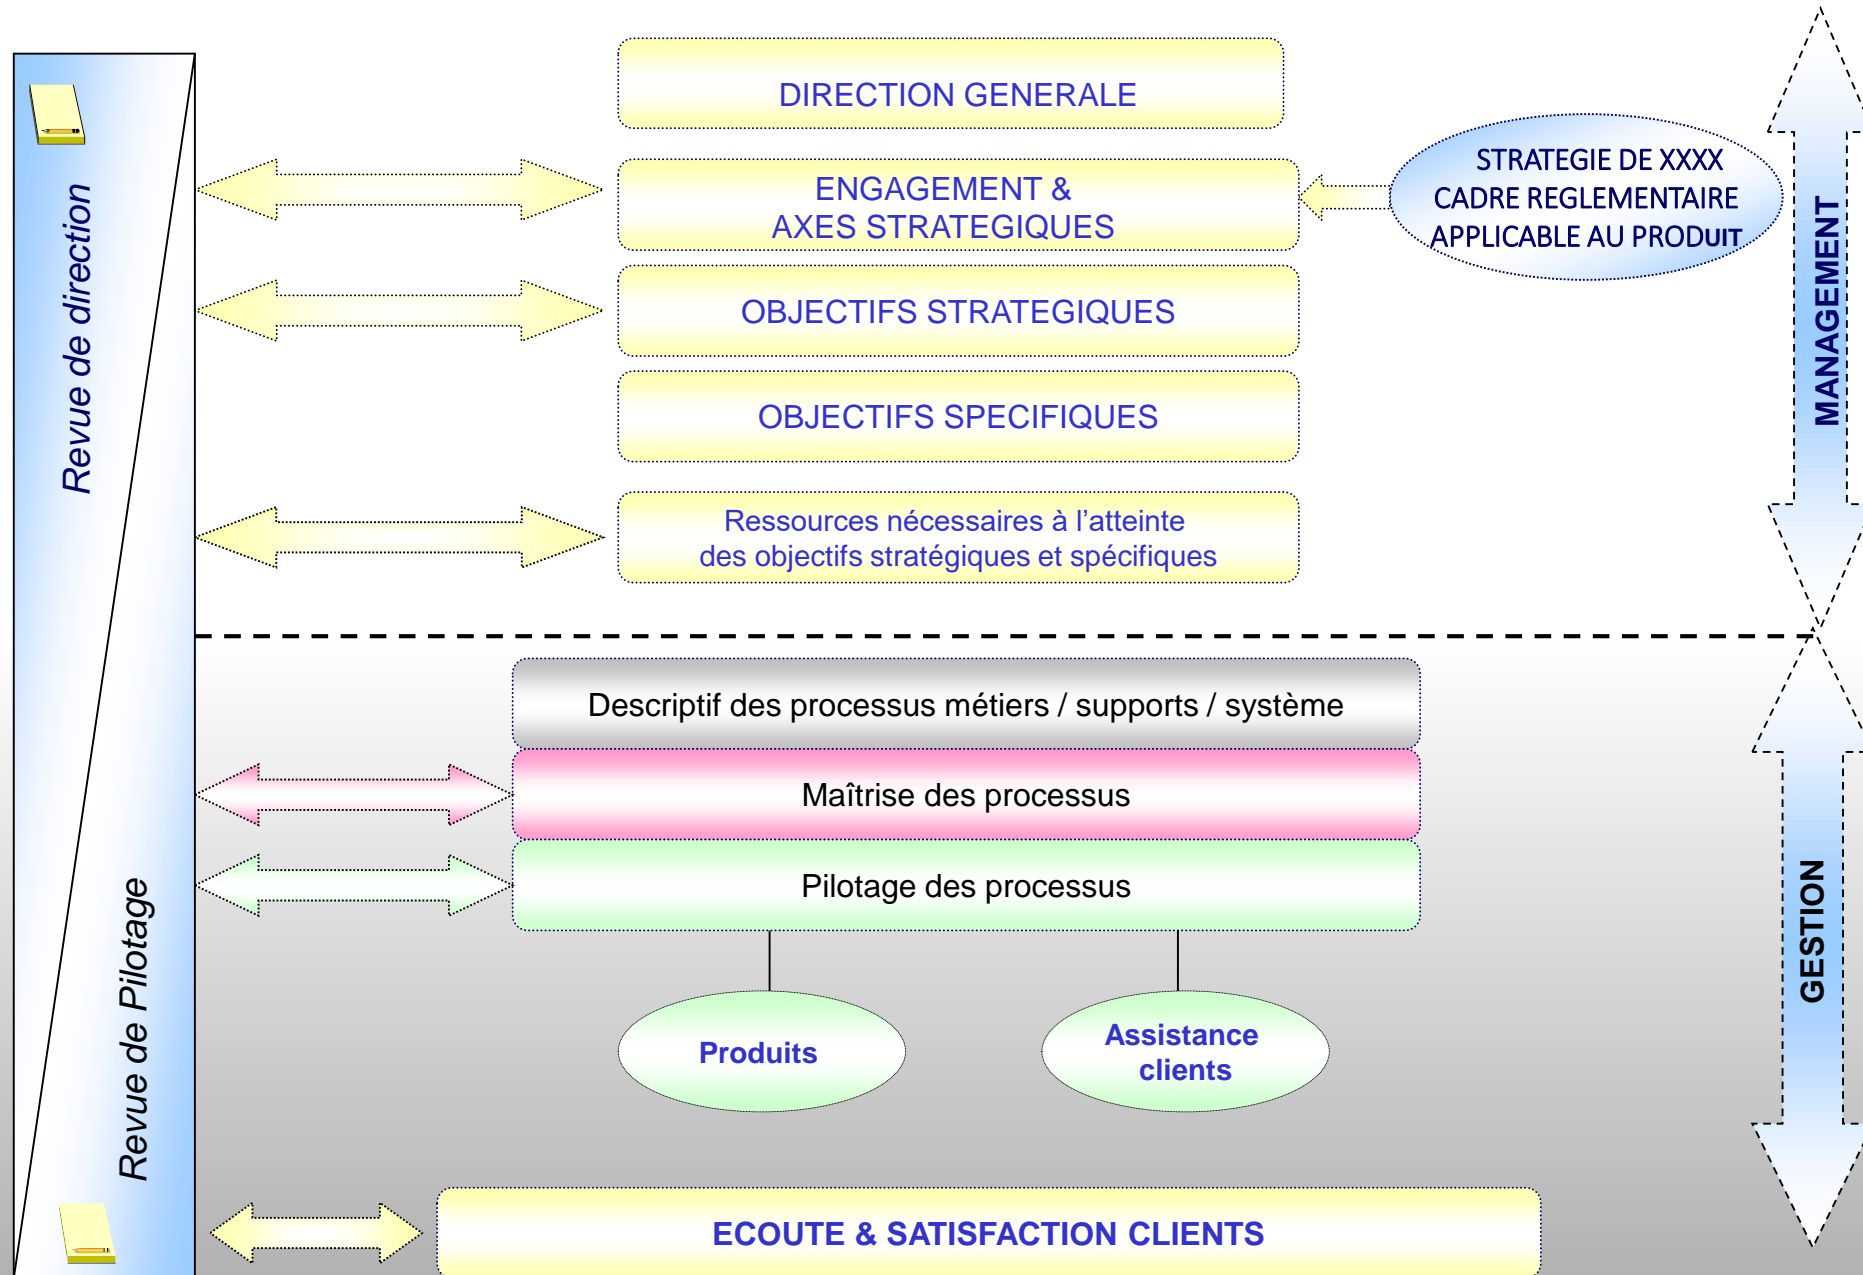 Revue de direction
DIRECTION GENERALE
ENGAGEMENT &
AXES STRATEGIQUES
STRATEGIE DE XXXX
CADRE REGLEMENTAIRE
APPLICABLE AU PRODUIT
OBJECTIFS STRATEGIQUES
OBJECTIFS SPECIFIQUES
Ressources nécessaires à l’atteinte
des objectifs stratégiques et spécifiques
MANAGEMENT
Revue de Pilotage
Descriptif des processus métiers / supports / système
Maîtrise des processus
Pilotage des processus
Produits
Assistance
clients
ECOUTE & SATISFACTION CLIENTS
GESTION